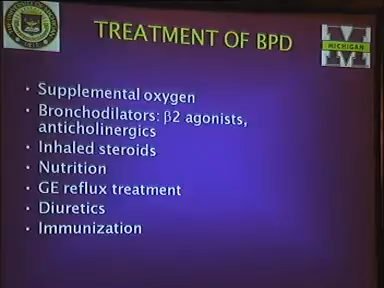 TREATMENT OF BPD
MICHIGAN
· Supplemental oxygen
· Bronchodilators: β2 agonists,
anticholinergics
· Inhaled steroids
· Nutrition
· GE reflux treatment
· Diuretics
· Immunization